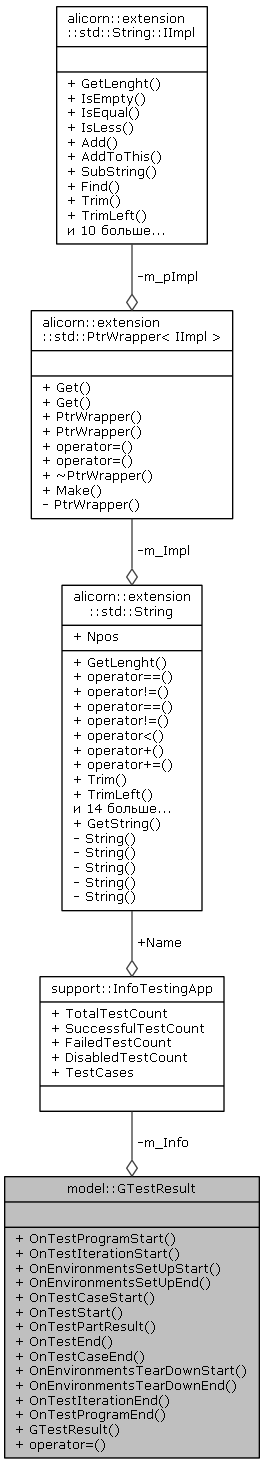 alicorn::extension
::std::String::IImpl
+ GetLenght()
+ IsEmpty()
+ IsEqual()
+ IsLess()
+ Add()
+ AddToThis()
+ SubString()
+ Find()
+ Trim()
+ TrimLeft()
и 10 больше...
-m_pImpl
alicorn::extension
::std::PtrWrapper< IImpl >
+ Get()
+ Get()
+ PtrWrapper()
+ PtrWrapper()
+ operator=()
+ operator=()
+ ~PtrWrapper()
+ Make()
- PtrWrapper()
-m_Impl
alicorn::extension
::std::String
+ Npos
+ GetLenght()
+ operator==()
+ operator!=()
+ operator==()
+ operator!=()
+ operator<()
+ operator+()
+ operator+=()
+ Trim()
+ TrimLeft()
и 14 больше...
+ GetString()
- String()
- String()
- String()
- String()
- String()
+Name
support::InfoTestingApp
+ TotalTestCount
+ SuccessfulTestCount
+ FailedTestCount
+ DisabledTestCount
+ TestCases
-m_Info
model::GTestResult
+ OnTestProgramStart()
+ OnTestIterationStart()
+ OnEnvironmentsSetUpStart()
+ OnEnvironmentsSetUpEnd()
+ OnTestCaseStart()
+ OnTestStart()
+ OnTestPartResult()
+ OnTestEnd()
+ OnTestCaseEnd()
+ OnEnvironmentsTearDownStart()
+ OnEnvironmentsTearDownEnd()
+ OnTestIterationEnd()
+ OnTestProgramEnd()
+ GTestResult()
+ operator=()